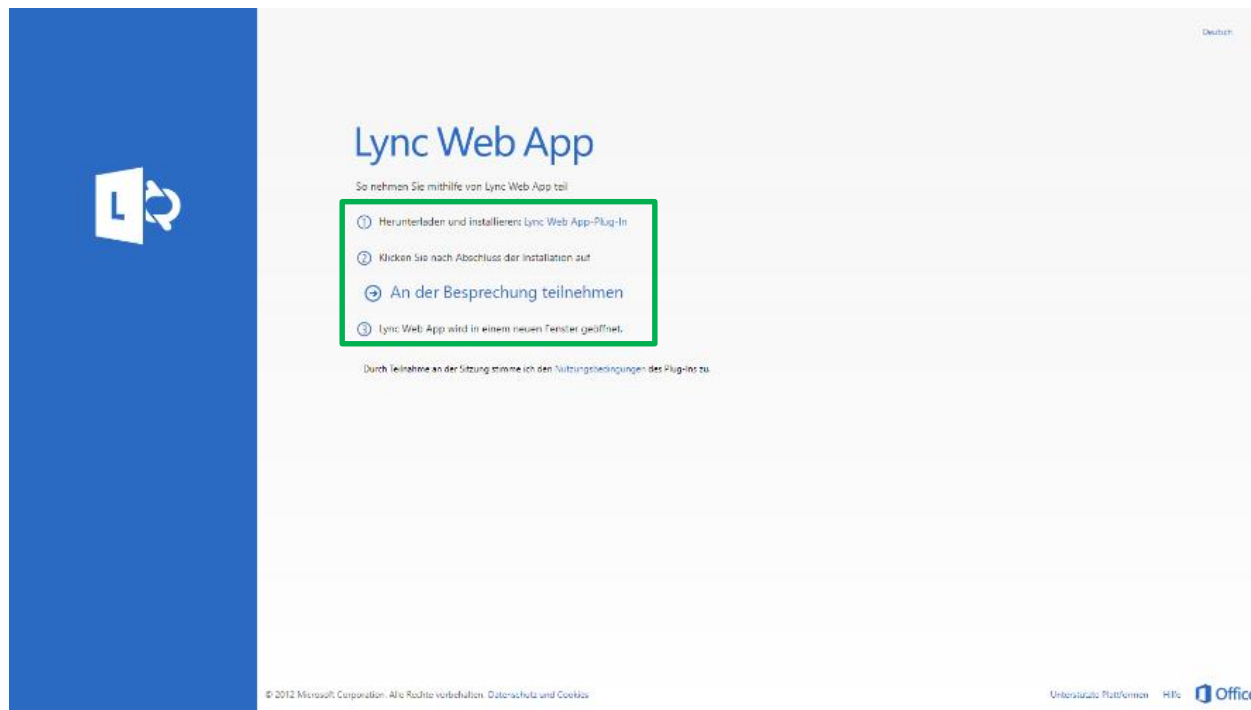 Deutsch
Lync Web App
So nehmen Sie mithilfe von Lync Web App teil
L
1 Herunterladen und installieren: Lync Web App-Plug-In
2 Klicken Sie nach Abschluss der Installation auf
An der Besprechung teilnehmen
3 Lync Web App wird in einem neuen Fenster geöffnet.
Durch Teilnahme an der Sitzung stimme ich den Nutzungsbedingungen des Plug-Ins zu.
© 2012 Microsoft Corporation. Alle Rechte vorbehalten. Datenschutz und Cookies
Unterstützte Plattformen Hilfe Office